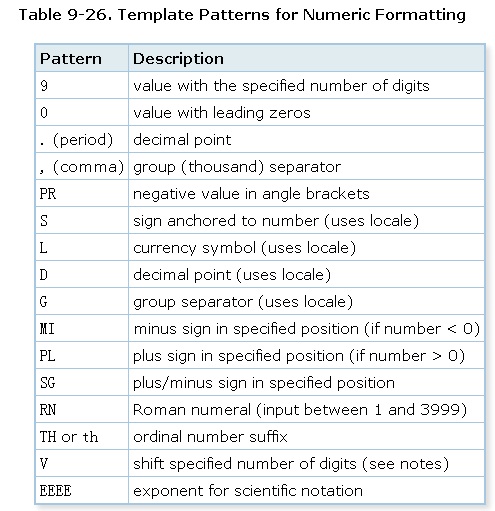 Table 9-26. Template Patterns for Numeric Formatting
Pattern Description
9 value with the specified number of digits
0 value with leading zeros
. (period) decimal point
, (comma) group (thousand) separator
PR negative value in angle brackets
S sign anchored to number (uses locale)
L currency symbol (uses locale)
D decimal point (uses locale)
G group separator (uses locale)
MI minus sign in specified position (if number < 0)
PL plus sign in specified position (if number > 0)
SG plus/minus sign in specified position
RN Roman numeral (input between 1 and 3999)
TH or th ordinal number suffix
V shift specified number of digits (see notes)
EEEE exponent for scientific notation